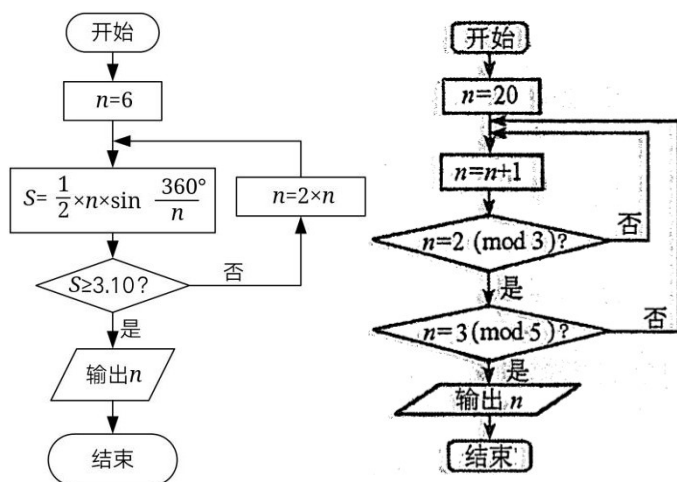 开始
n=6
S= 1/2 ×n×sin 360°/n
n=2×n
S≥3.10?
否
是
输出n
结束
开始
n=20
n=n+1
n=2 (mod 3)?
否
是
n=3(mod 5)?
否
是
输出 n
结束